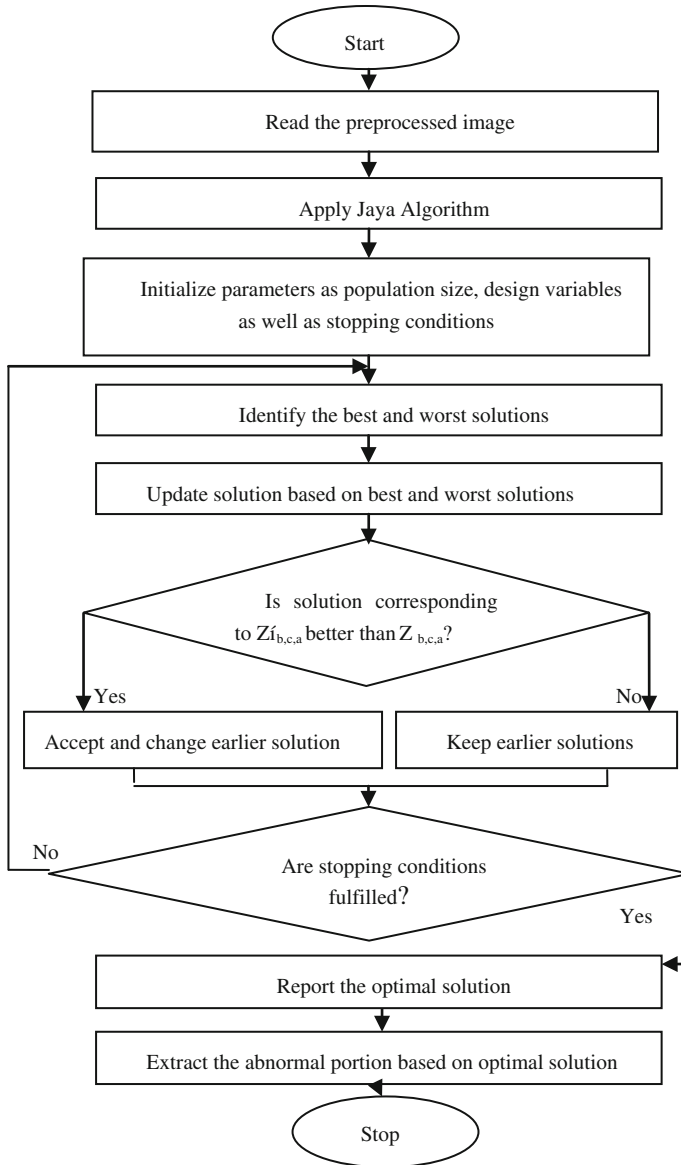 Start
Read the preprocessed image
Apply Jaya Algorithm
Initialize parameters as population size, design variables
as well as stopping conditions
Identify the best and worst solutions
Update solution based on best and worst solutions
Is solution corresponding
to Zí b,c,a better than Z b,c,a?
Yes
No
Accept and change earlier solution
Keep earlier solutions
No
Are stopping conditions
fulfilled?
Yes
Report the optimal solution
Extract the abnormal portion based on optimal solution
Stop